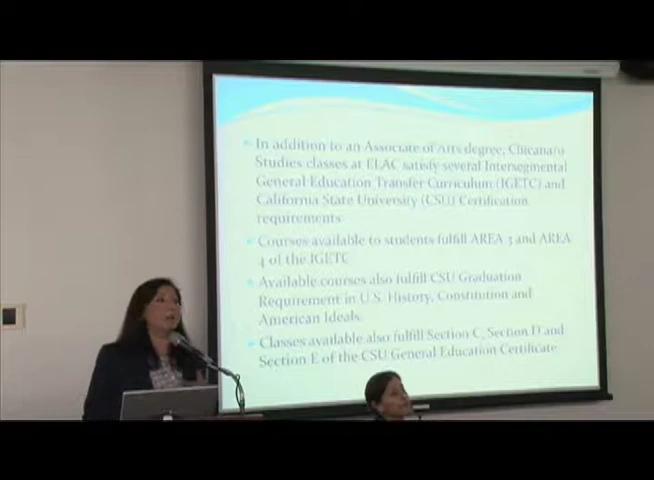 In addition to an Associate of Arts degree, Chicana/o
Studies classes at ELAC satisfy several Intersegmental
General Education Transfer Curriculum (IGETC) and
California State University (CSU) Certification
requirements
Courses available to students fulfill AREA 3 and AREA
4 of the IGETC
Available courses also fulfill CSU Graduation
Requirement in U.S. History, Constitution and
American Ideals.
Classes available also fulfill Section C, Section D and
Section E of the CSU General Education Certificate